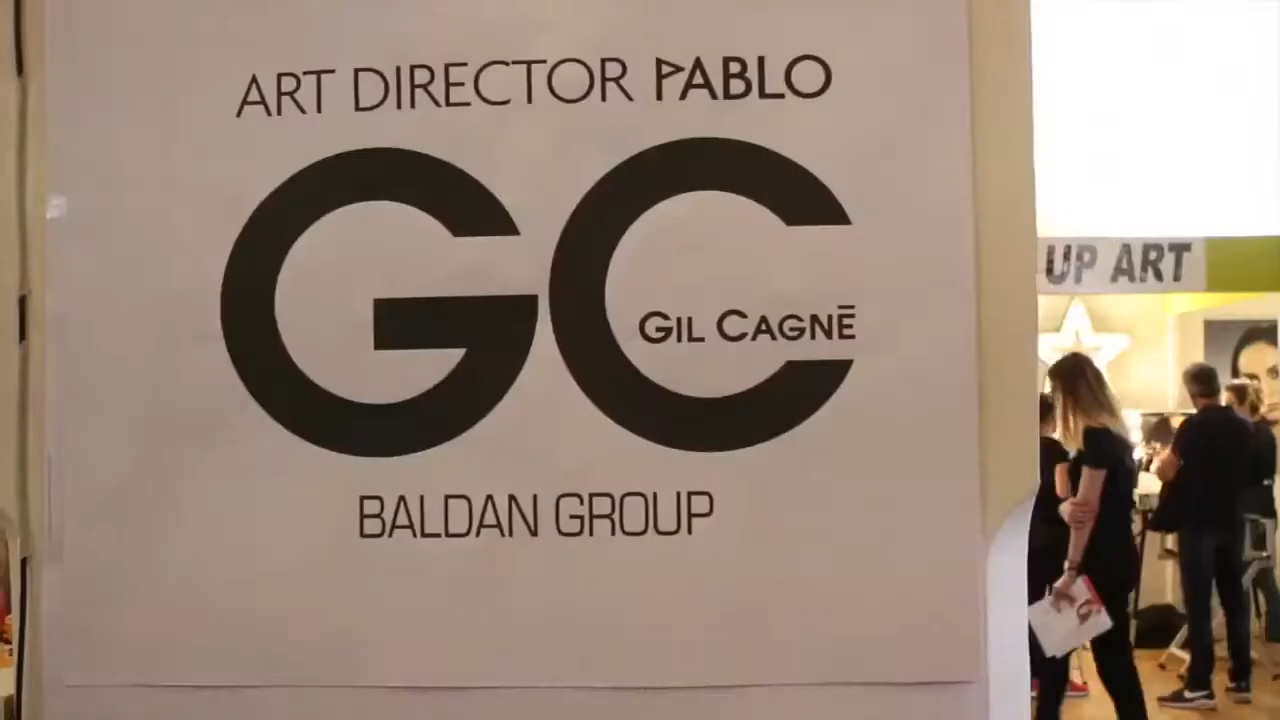 ART DIRECTOR PABLO
GC
GIL CAGNĒ
BALDAN GROUP
UP ART